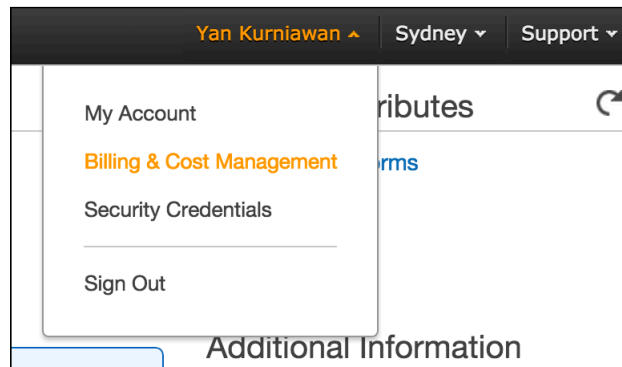 Yan Kurniawan Sydney Support
My Account
ributes
Billing & Cost Management
rms
Security Credentials
Sign Out
Additional Information